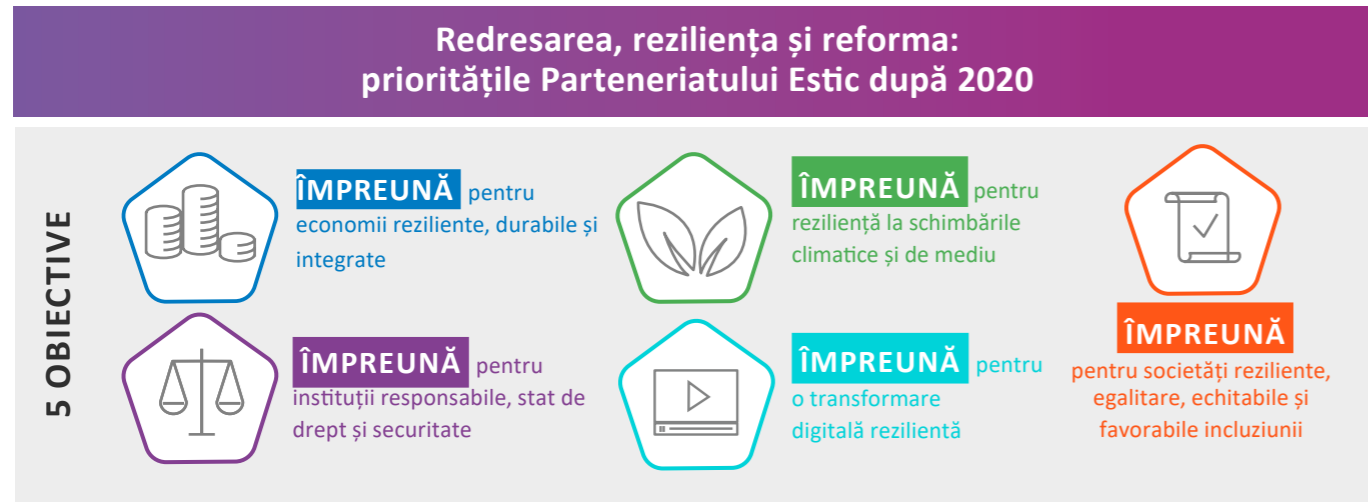 Redresarea, reziliența și reforma:
prioritățile Parteneriatului Estic după 2020
5 OBIECTIVE
ÎMPREUNĂ pentru
economii reziliente, durabile și
integrate
ÎMPREUNĂ pentru
instituții responsabile, stat de
drept și securitate
ÎMPREUNĂ pentru
reziliență la schimbările
climatice și de mediu
ÎMPREUNĂ pentru
o transformare
digitală rezilientă
ÎMPREUNĂ
pentru societăți reziliente,
egalitare, echitabile și
favorabile incluziunii